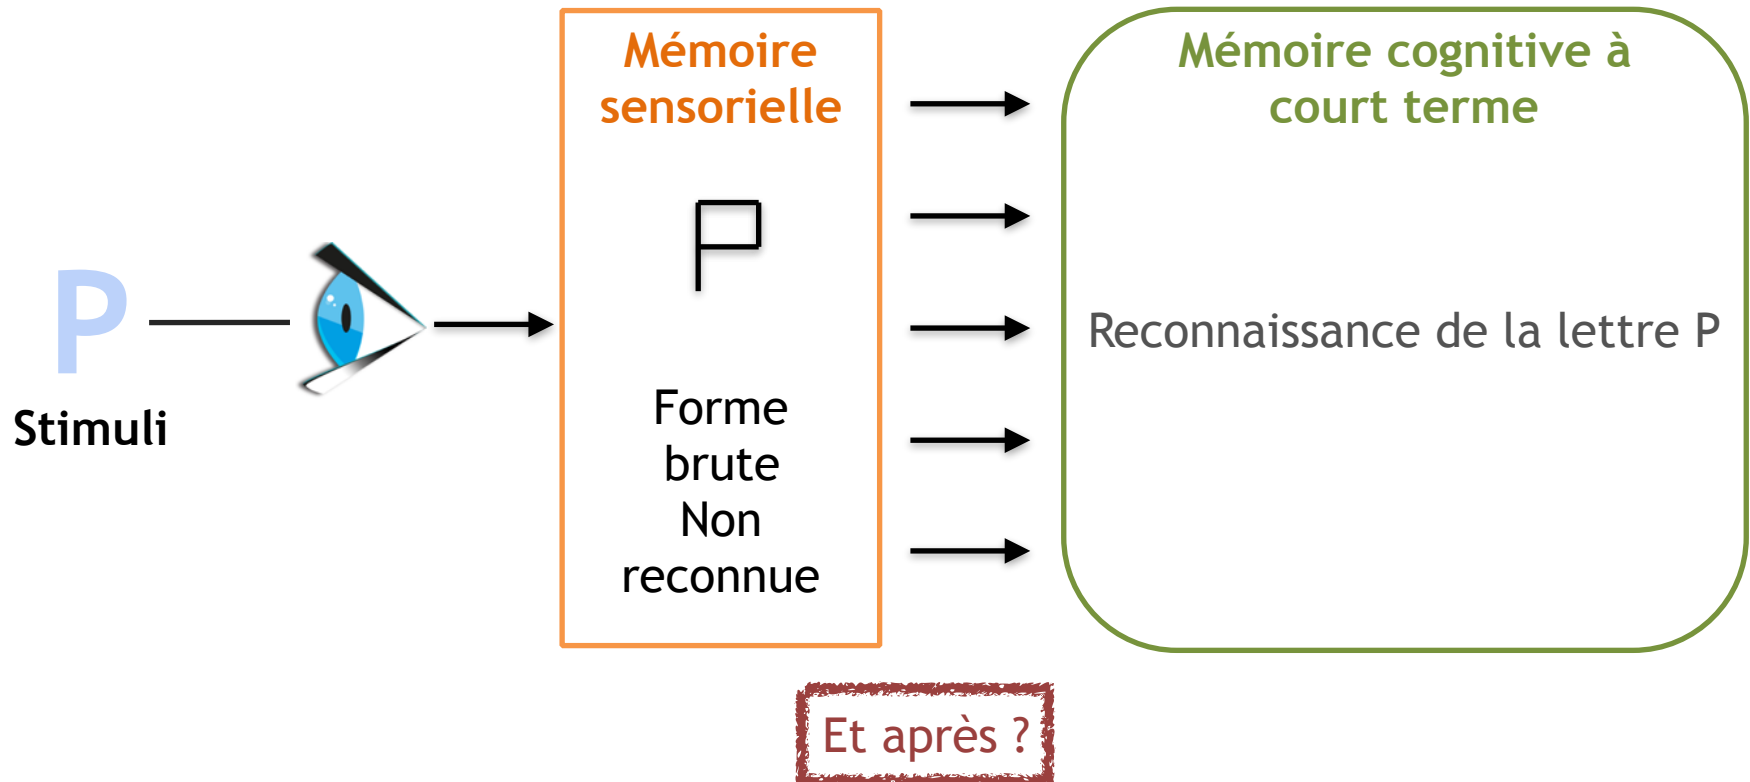 P
Stimuli
Mémoire
sensorielle
P
Forme
brute
Non
reconnue
Mémoire cognitive à
court terme
Reconnaissance de la lettre P
Et après ?